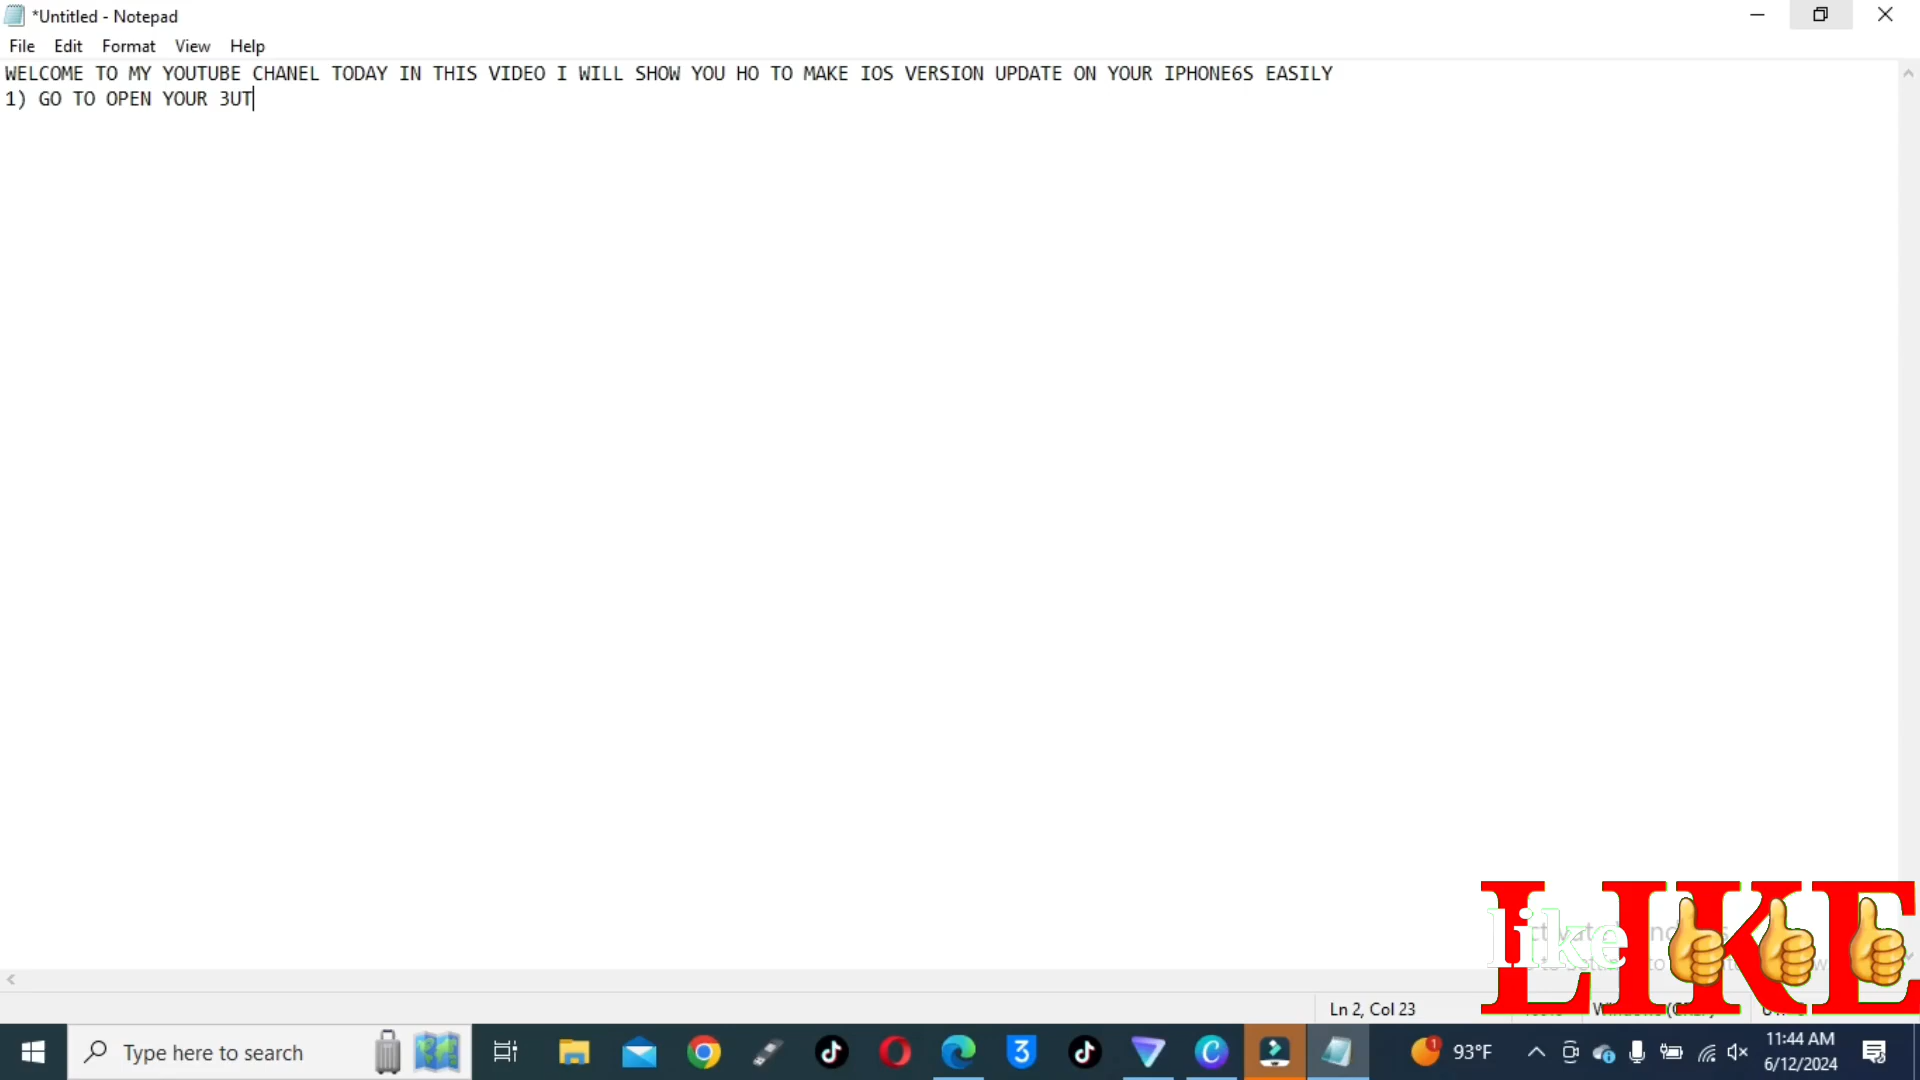 *Untitled - Notepad
File Edit Format View Help
WELCOME TO MY YOUTUBE CHANEL TODAY IN THIS VIDEO I WILL SHOW YOU HO TO MAKE IOS VERSION UPDATE ON YOUR IPHONE6S EASILY
1) GO TO OPEN YOUR 3UT
LIKE
like
Ln 2, Col 23
Type here to search
93°F
11:44 AM
6/12/2024